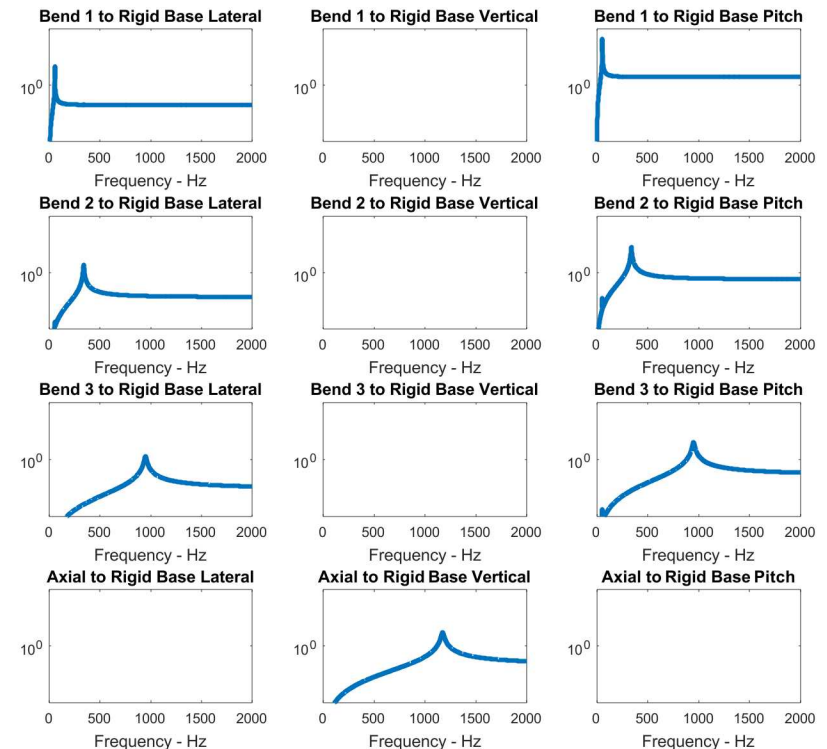 Bend 1 to Rigid Base Lateral Bend 1 to Rigid Base Vertical Bend 1 to Rigid Base Pitch
10^0 10^0 10^0
0 500 1000 1500 2000 0 500 1000 1500 2000 0 500 1000 1500 2000
Frequency - Hz Frequency - Hz Frequency - Hz
Bend 2 to Rigid Base Lateral Bend 2 to Rigid Base Vertical Bend 2 to Rigid Base Pitch
10^0 10^0 10^0
0 500 1000 1500 2000 0 500 1000 1500 2000 0 500 1000 1500 2000
Frequency - Hz Frequency - Hz Frequency - Hz
Bend 3 to Rigid Base Lateral Bend 3 to Rigid Base Vertical Bend 3 to Rigid Base Pitch
10^0 10^0 10^0
0 500 1000 1500 2000 0 500 1000 1500 2000 0 500 1000 1500 2000
Frequency - Hz Frequency - Hz Frequency - Hz
Axial to Rigid Base Lateral Axial to Rigid Base Vertical Axial to Rigid Base Pitch
10^0 10^0 10^0
0 500 1000 1500 2000 0 500 1000 1500 2000 0 500 1000 1500 2000
Frequency - Hz Frequency - Hz Frequency - Hz